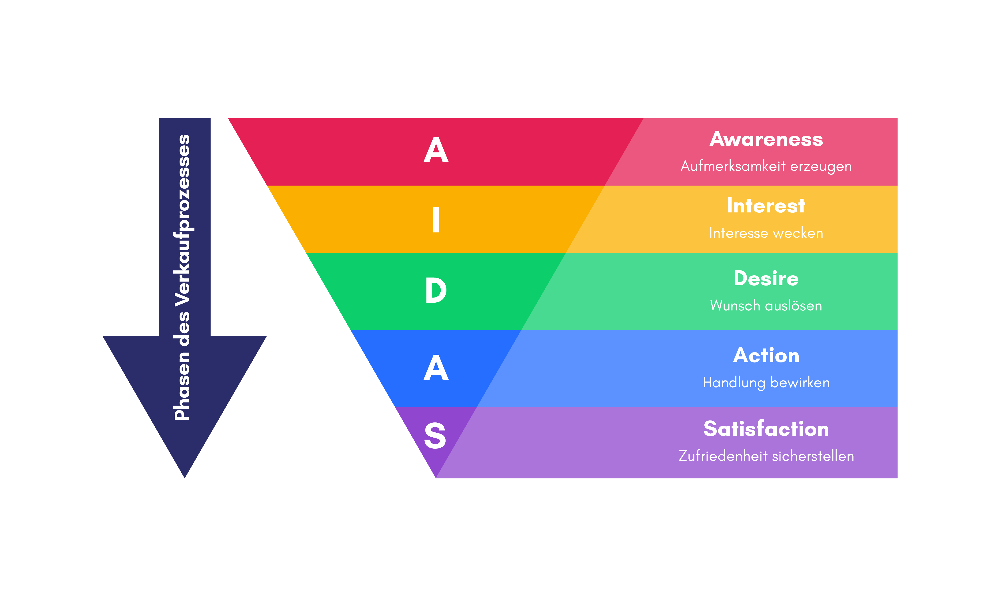 Phasen des Verkaufprozesses
A
Awareness
Aufmerksamkeit erzeugen
I
Interest
Interesse wecken
D
Desire
Wunsch auslösen
A
Action
Handlung bewirken
S
Satisfaction
Zufriedenheit sicherstellen